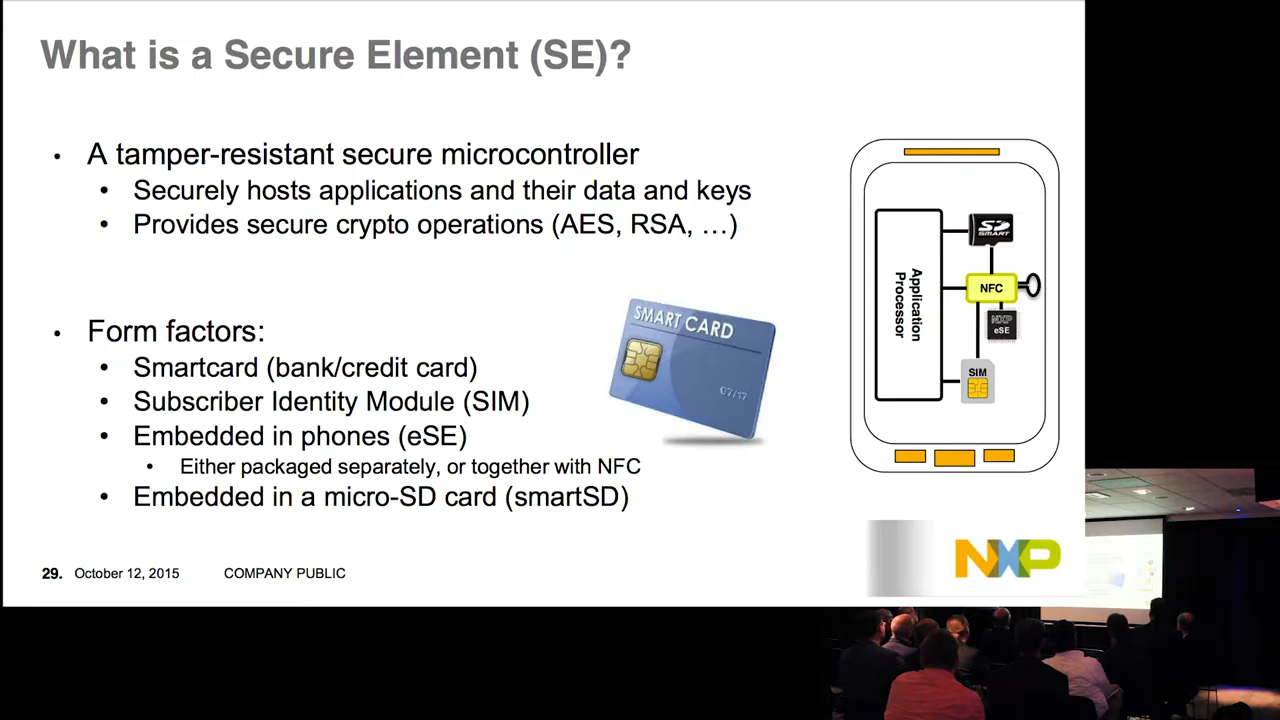 What is a Secure Element (SE)?
• A tamper-resistant secure microcontroller
• Securely hosts applications and their data and keys
• Provides secure crypto operations (AES, RSA, …)
• Form factors:
• Smartcard (bank/credit card)
• Subscriber Identity Module (SIM)
• Embedded in phones (eSE)
• Either packaged separately, or together with NFC
• Embedded in a micro-SD card (smartSD)
SMART CARD
07/17
Application
Processor
SD
SMART
NFC
NXP
eSE
SIM
29. October 12, 2015 COMPANY PUBLIC
NXP